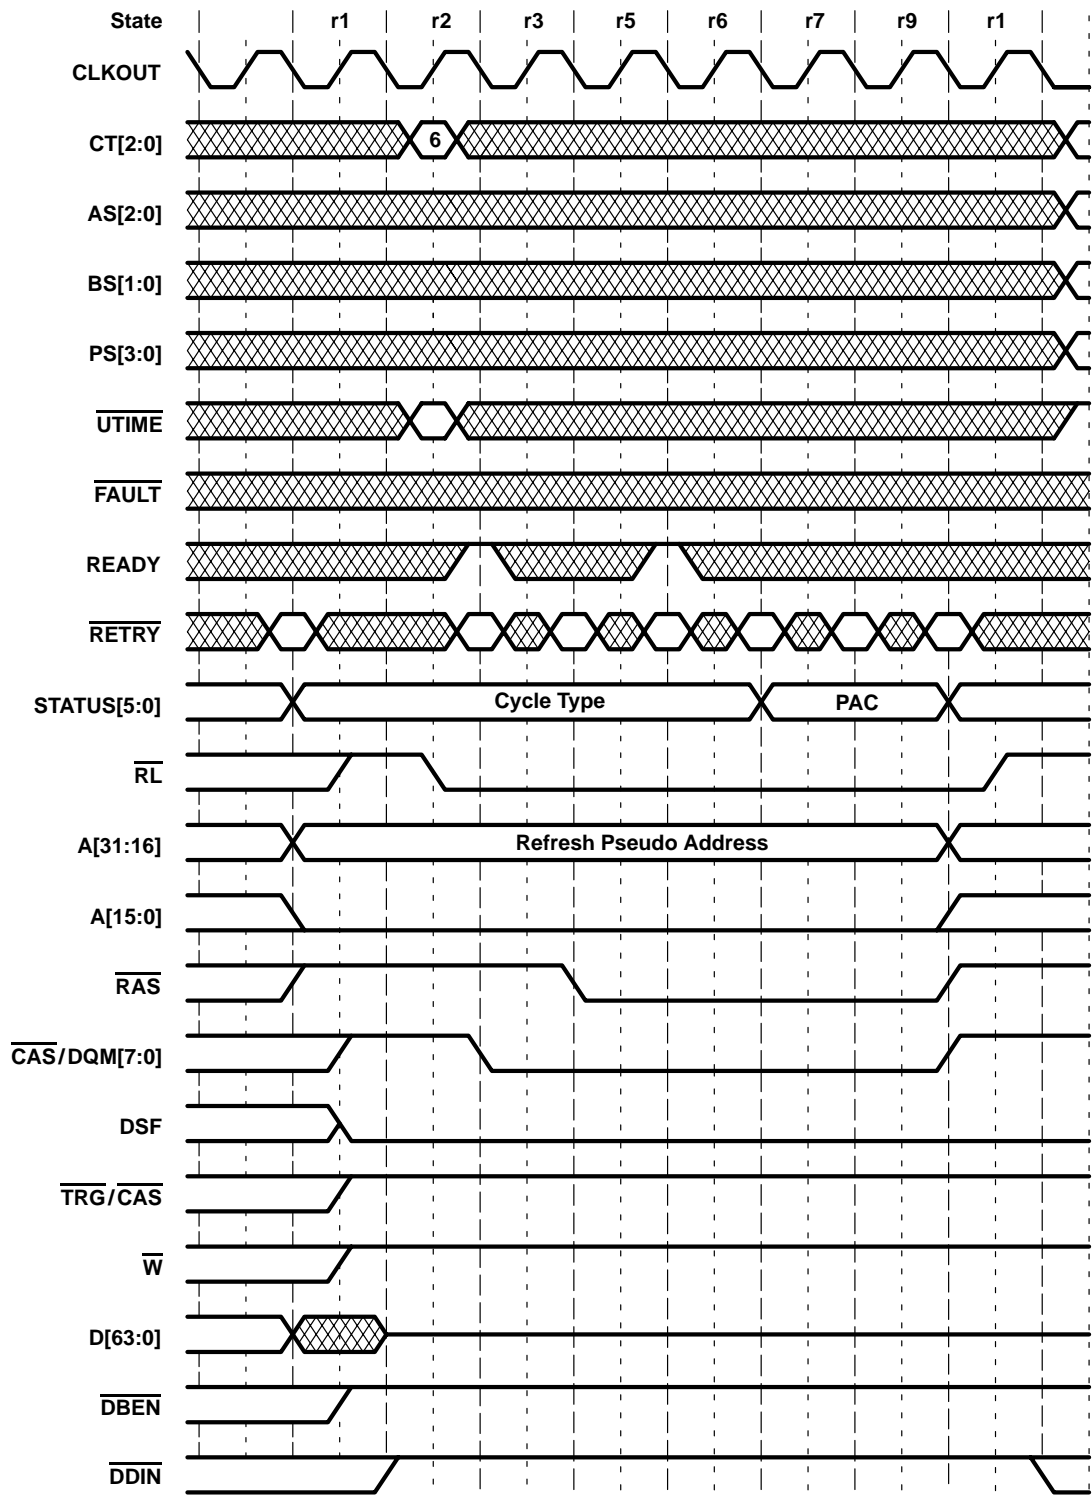 State r1 r2 r3 r5 r6 r7 r9 r1
CLKOUT
CT[2:0] 6
AS[2:0]
BS[1:0]
PS[3:0]
UTIME
FAULT
READY
RETRY
STATUS[5:0] Cycle Type PAC
RL
A[31:16] Refresh Pseudo Address
A[15:0]
RAS
CAS/DQM[7:0]
DSF
TRG/CAS
W
D[63:0]
DBEN
DDIN